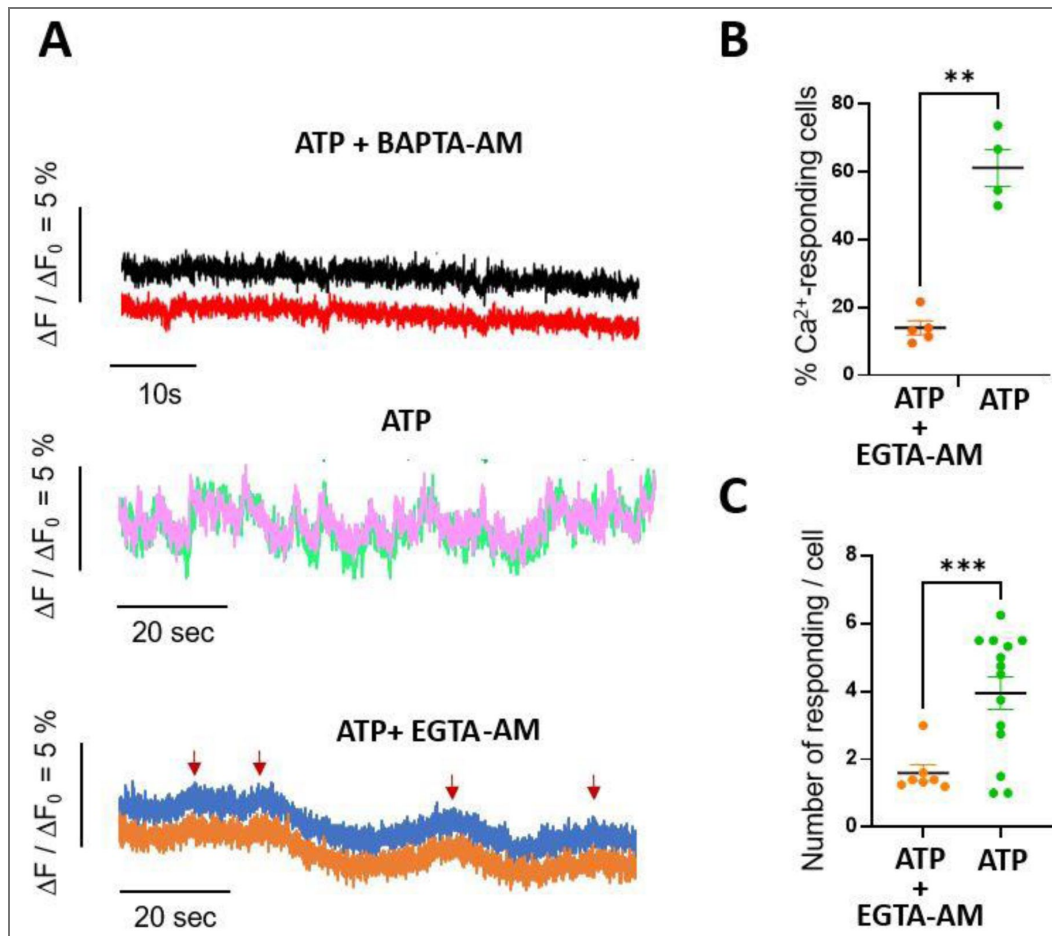 A
ATP + BAPTA-AM
ΔF / ΔF₀ = 5 %
10s
ATP
ΔF / ΔF₀ = 5 %
20 sec
ATP+ EGTA-AM
ΔF / ΔF₀ = 5 %
20 sec
B
**
% Ca²⁺-responding cells
80
60
40
20
0
ATP
+
EGTA-AM
ATP
C
***
Number of responding / cell
8
6
4
2
0
ATP
+
EGTA-AM
ATP